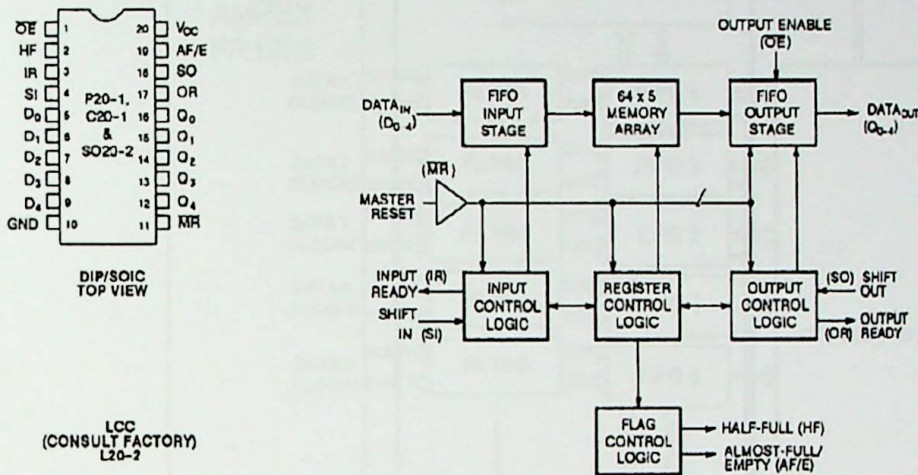 O̅E̅ 1 20 VCC
HF 2 19 AF/E
IR 3 18 SO
SI 4 17 OR
D0 5 16 Q0
D1 6 15 Q1
D2 7 14 Q2
D3 8 13 Q3
D4 9 12 Q4
GND 10 11 M̅R̅
P20-1,
C20-1
&
SO20-2
DIP/SOIC
TOP VIEW
LCC
(CONSULT FACTORY)
L20-2
OUTPUT ENABLE
(O̅E̅)
DATAIN
(D0-4)
FIFO
INPUT
STAGE
64 x 5
MEMORY
ARRAY
FIFO
OUTPUT
STAGE
DATAOUT
(Q0-4)
(M̅R̅)
MASTER
RESET
INPUT (IR)
READY
SHIFT
IN (SI)
INPUT
CONTROL
LOGIC
REGISTER
CONTROL
LOGIC
OUTPUT
CONTROL
LOGIC
(SO) SHIFT
OUT
OUTPUT
(OR) READY
FLAG
CONTROL
LOGIC
HALF-FULL (HF)
ALMOST-FULL/
EMPTY (AF/E)